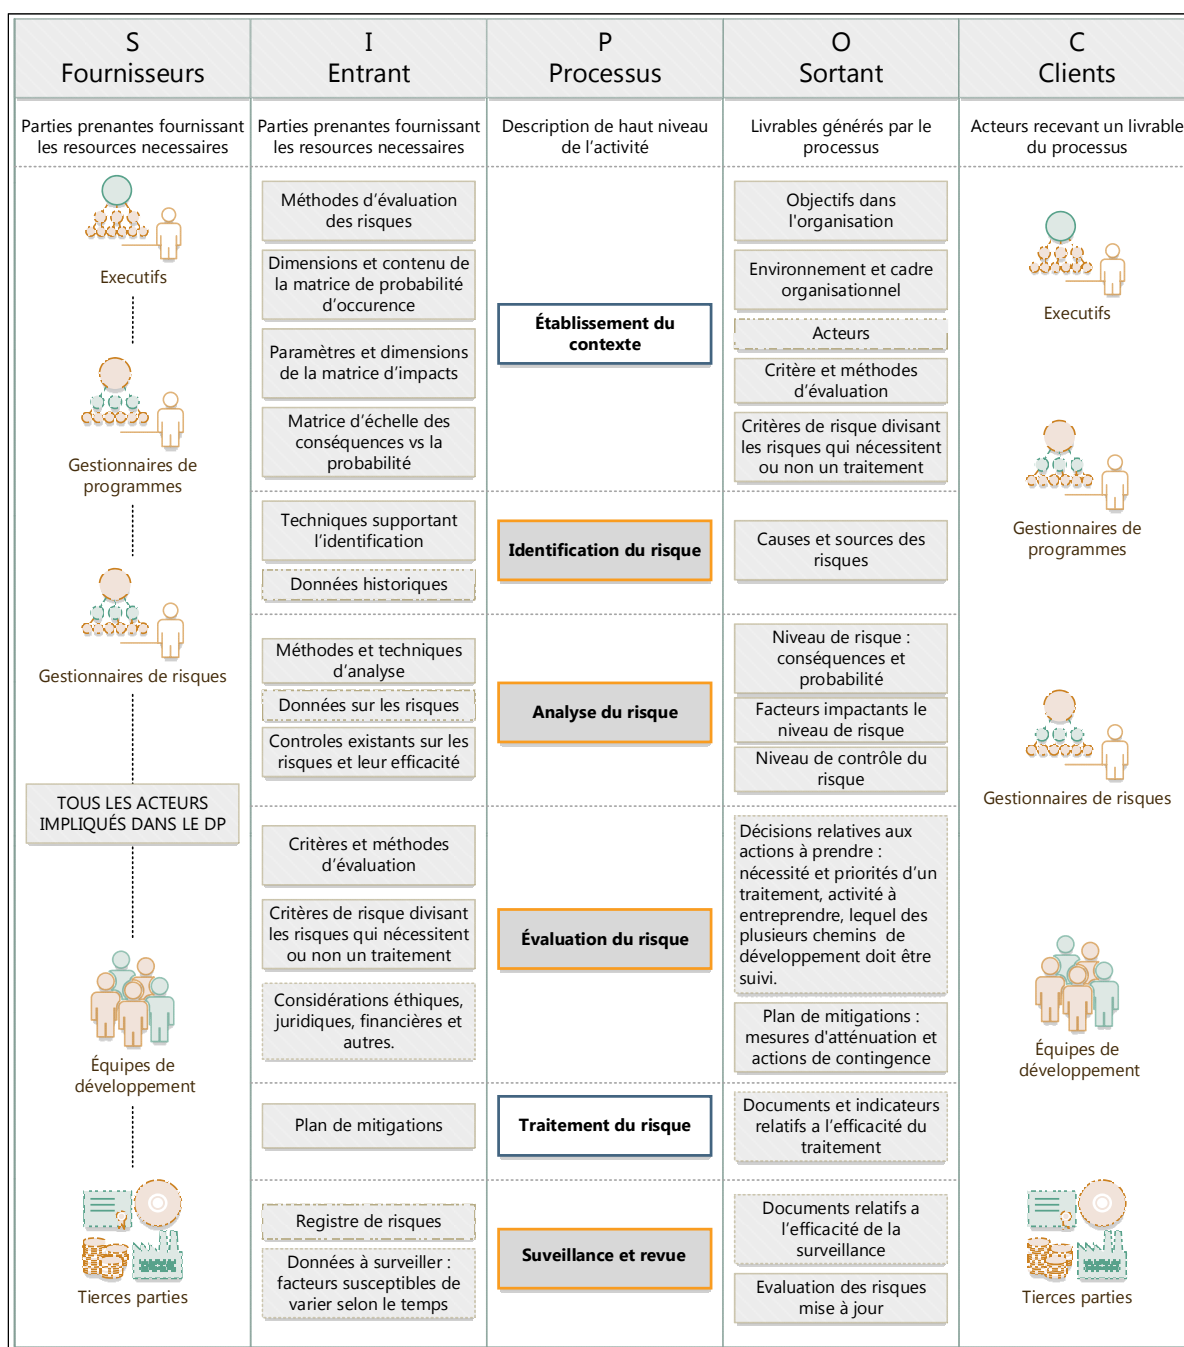 S
Fournisseurs
I
Entrant
P
Processus
O
Sortant
C
Clients
Parties prenantes fournissant
les resources necessaires
Parties prenantes fournissant
les resources necessaires
Description de haut niveau
de l’activité
Livrables générés par le
processus
Acteurs recevant un livrable
du processus
Executifs
Gestionnaires de
programmes
Gestionnaires de risques
TOUS LES ACTEURS
IMPLIQUÉS DANS LE DP
Équipes de
développement
Tierces parties
Méthodes d’évaluation
des risques
Dimensions et contenu de
la matrice de probabilité
d’occurence
Paramètres et dimensions
de la matrice d’impacts
Matrice d’échelle des
conséquences vs la
probabilité
Établissement du
contexte
Objectifs dans
l'organisation
Environnement et cadre
organisationnel
Acteurs
Critère et méthodes
d’évaluation
Critères de risque divisant
les risques qui nécessitent
ou non un traitement
Techniques supportant
l’identification
Données historiques
Identification du risque
Causes et sources des
risques
Méthodes et techniques
d’analyse
Données sur les risques
Controles existants sur les
risques et leur efficacité
Analyse du risque
Niveau de risque :
conséquences et
probabilité
Facteurs impactants le
niveau de risque
Niveau de contrôle du
risque
Critères et méthodes
d’évaluation
Critères de risque divisant
les risques qui nécessitent
ou non un traitement
Considérations éthiques,
juridiques, financières et
autres.
Évaluation du risque
Décisions relatives aux
actions à prendre :
nécessité et priorités d’un
traitement, activité à
entreprendre, lequel des
plusieurs chemins de
développement doit être
suivi.
Plan de mitigations :
mesures d'atténuation et
actions de contingence
Plan de mitigations
Traitement du risque
Documents et indicateurs
relatifs a l’efficacité du
traitement
Registre de risques
Données à surveiller :
facteurs susceptibles de
varier selon le temps
Suveillance et revue
Documents relatifs a
l’efficacité de la
surveillance
Evaluation des risques
mise à jour
Executifs
Gestionnaires de
programmes
Gestionnaires de risques
Équipes de
développement
Tierces parties